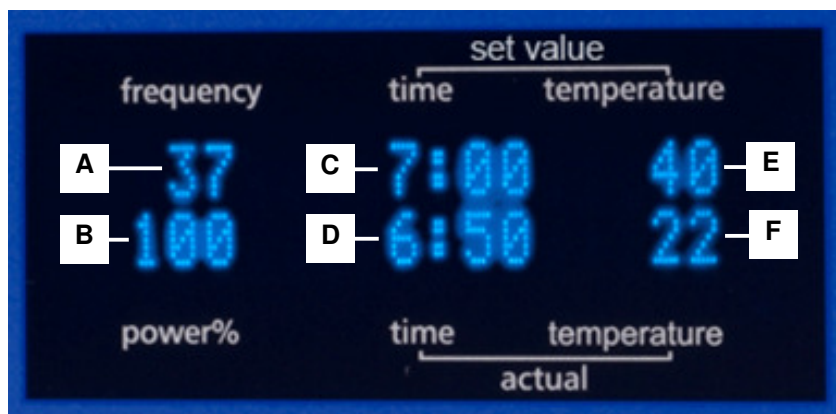 set value
frequency time temperature
A 37 C 7:00 40 E
B 100 D 6:50 22 F
power% time temperature
actual